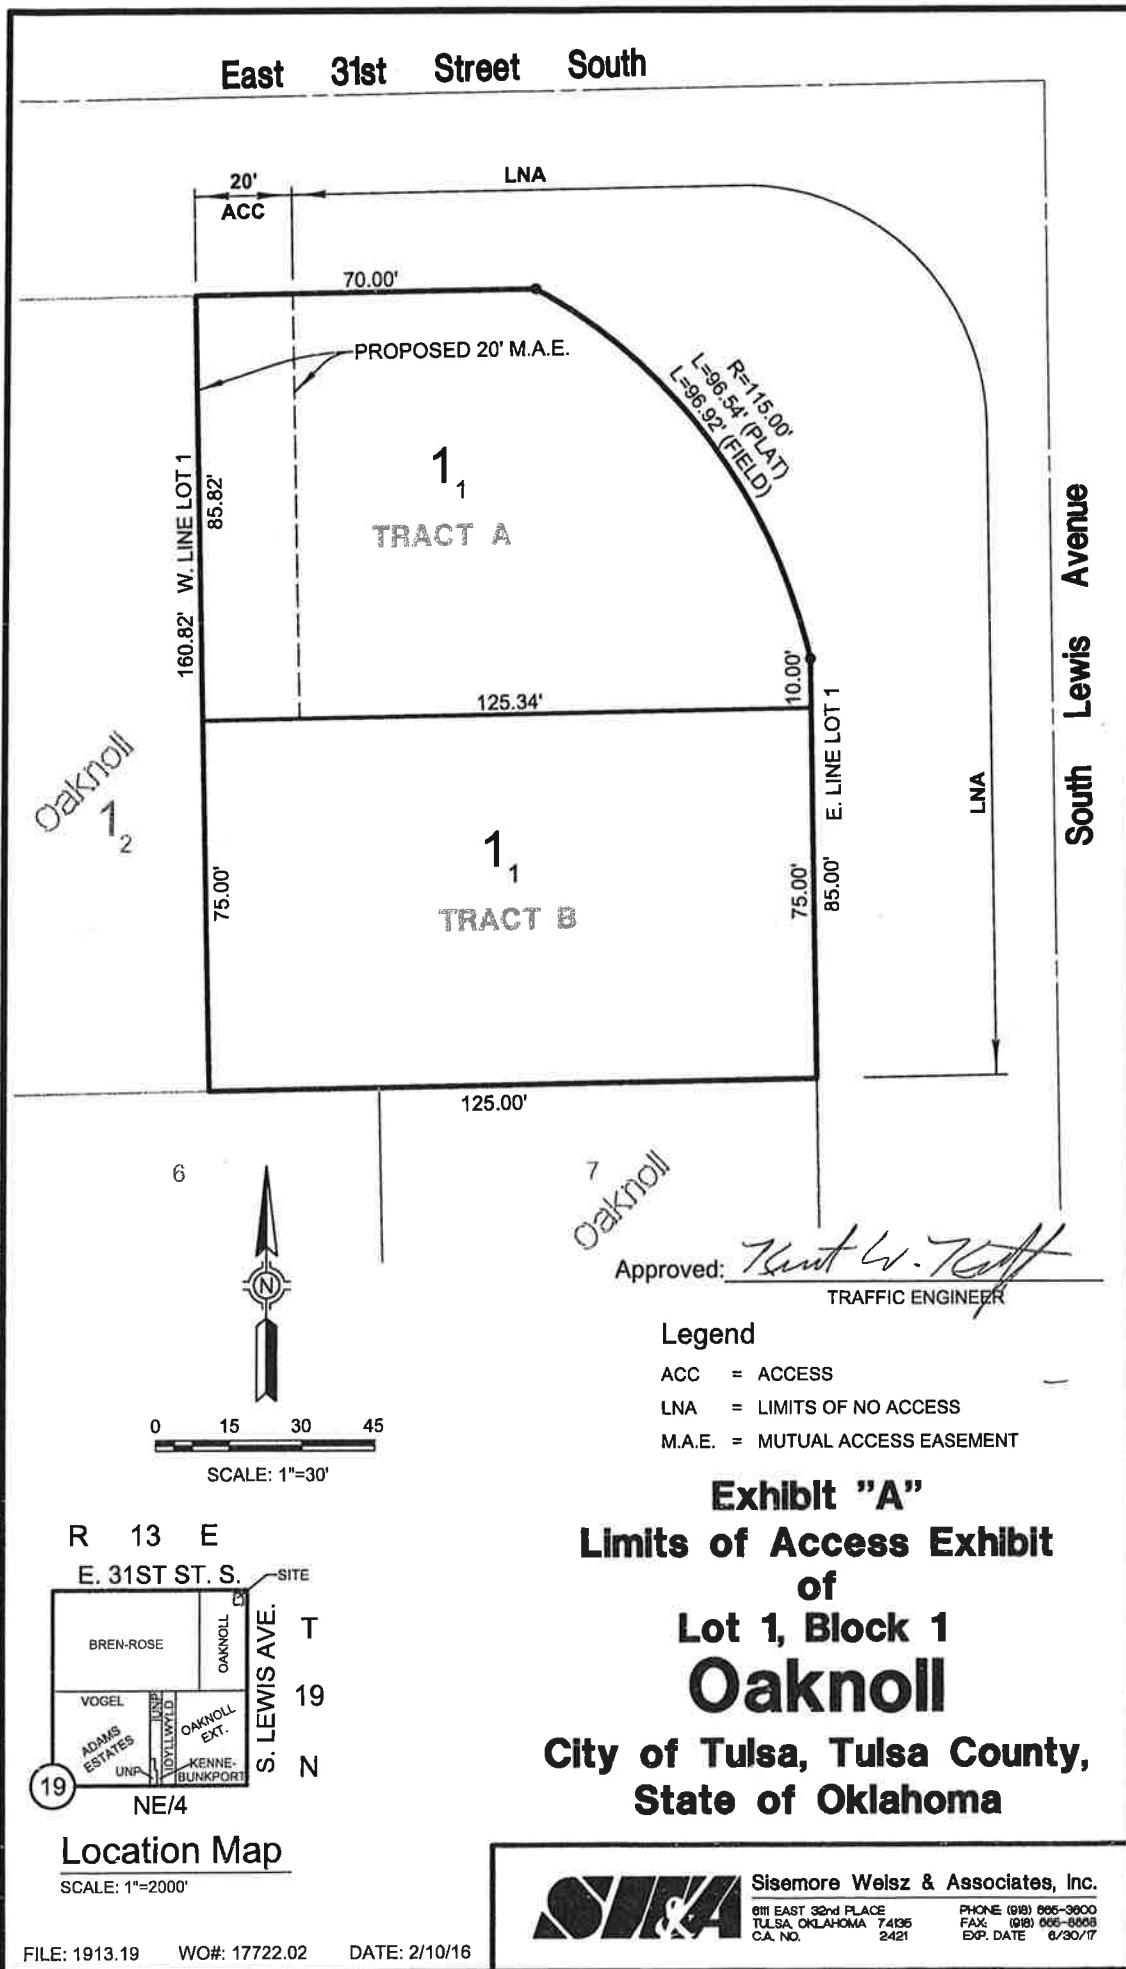 East 31st Street South
20'
ACC
LNA
70.00'
PROPOSED 20' M.A.E.
R=115.00'
L=96.54' (PLAT)
L=96.92' (FIELD)
1
1
TRACT A
160.82' W. LINE LOT 1
85.82'
South Lewis Avenue
10.00'
125.34'
E. LINE LOT 1
LNA
Oaknoll
1
2
1
1
TRACT B
75.00'
75.00'
85.00'
125.00'
6
7
Oaknoll
N
Approved: Kent W. K
TRAFFIC ENGINEER
Legend
ACC = ACCESS
LNA = LIMITS OF NO ACCESS
M.A.E. = MUTUAL ACCESS EASEMENT
0 15 30 45
SCALE: 1"=30'
Exhibit "A"
Limits of Access Exhibit
of
Lot 1, Block 1
Oaknoll
City of Tulsa, Tulsa County,
State of Oklahoma
R 13 E
E. 31ST ST. S.
SITE
BREN-ROSE
OAKNOLL
S. LEWIS AVE.
T
19
N
VOGEL
UNP
IDYLLWYLD
OAKNOLL
EXT.
ADAMS
ESTATES
UNP
KENNE-
BUNKPORT
19
NE/4
Location Map
SCALE: 1"=2000'
FILE: 1913.19 WO#: 17722.02 DATE: 2/10/16
Sisemore Weisz & Associates, Inc.
6111 EAST 32nd PLACE PHONE: (918) 665-3600
TULSA, OKLAHOMA 74135 FAX: (918) 665-8668
C.A. NO. 2421 EXP. DATE 6/30/17